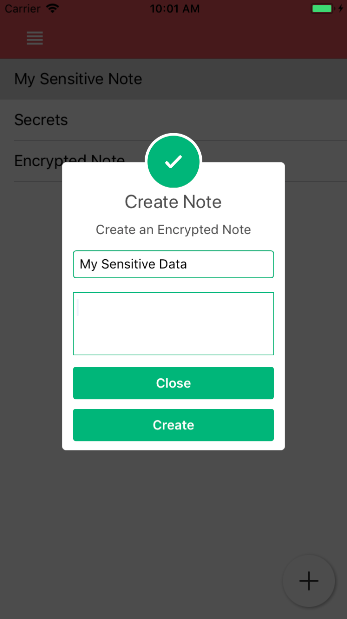 Carrier 10:01 AM
My Sensitive Note
Secrets
Encrypted Note
Create Note
Create an Encrypted Note
My Sensitive Data
Close
Create